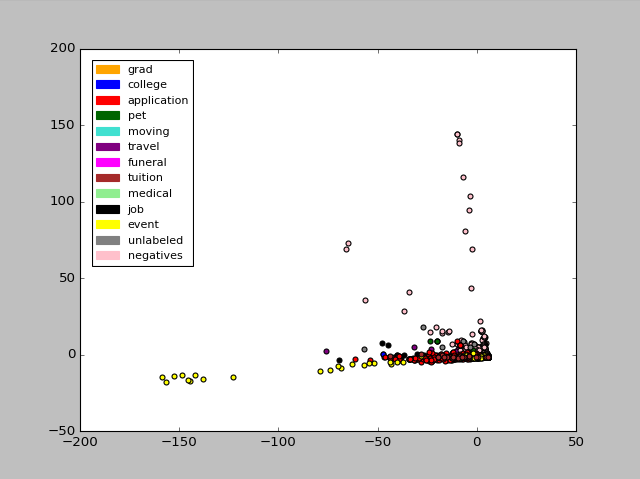 200
150
100
50
0
−50
−200
−150
−100
−50
0
50
grad
college
application
pet
moving
travel
funeral
tuition
medical
job
event
unlabeled
negatives